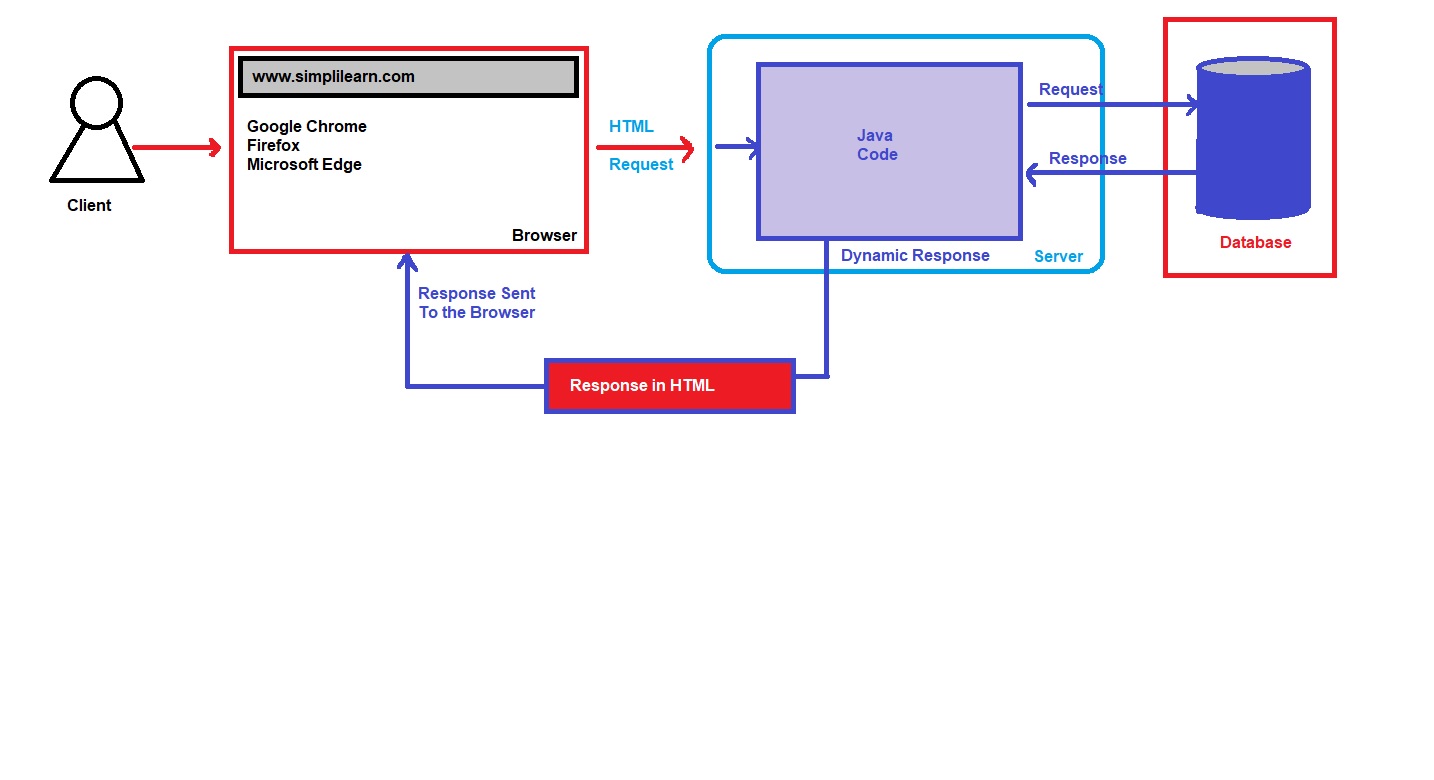 www.simplilearn.com
Google Chrome
Firefox
Microsoft Edge
Browser
Client
HTML
Request
Java
Code
Dynamic Response
Server
Request
Response
Database
Response Sent
To the Browser
Response in HTML